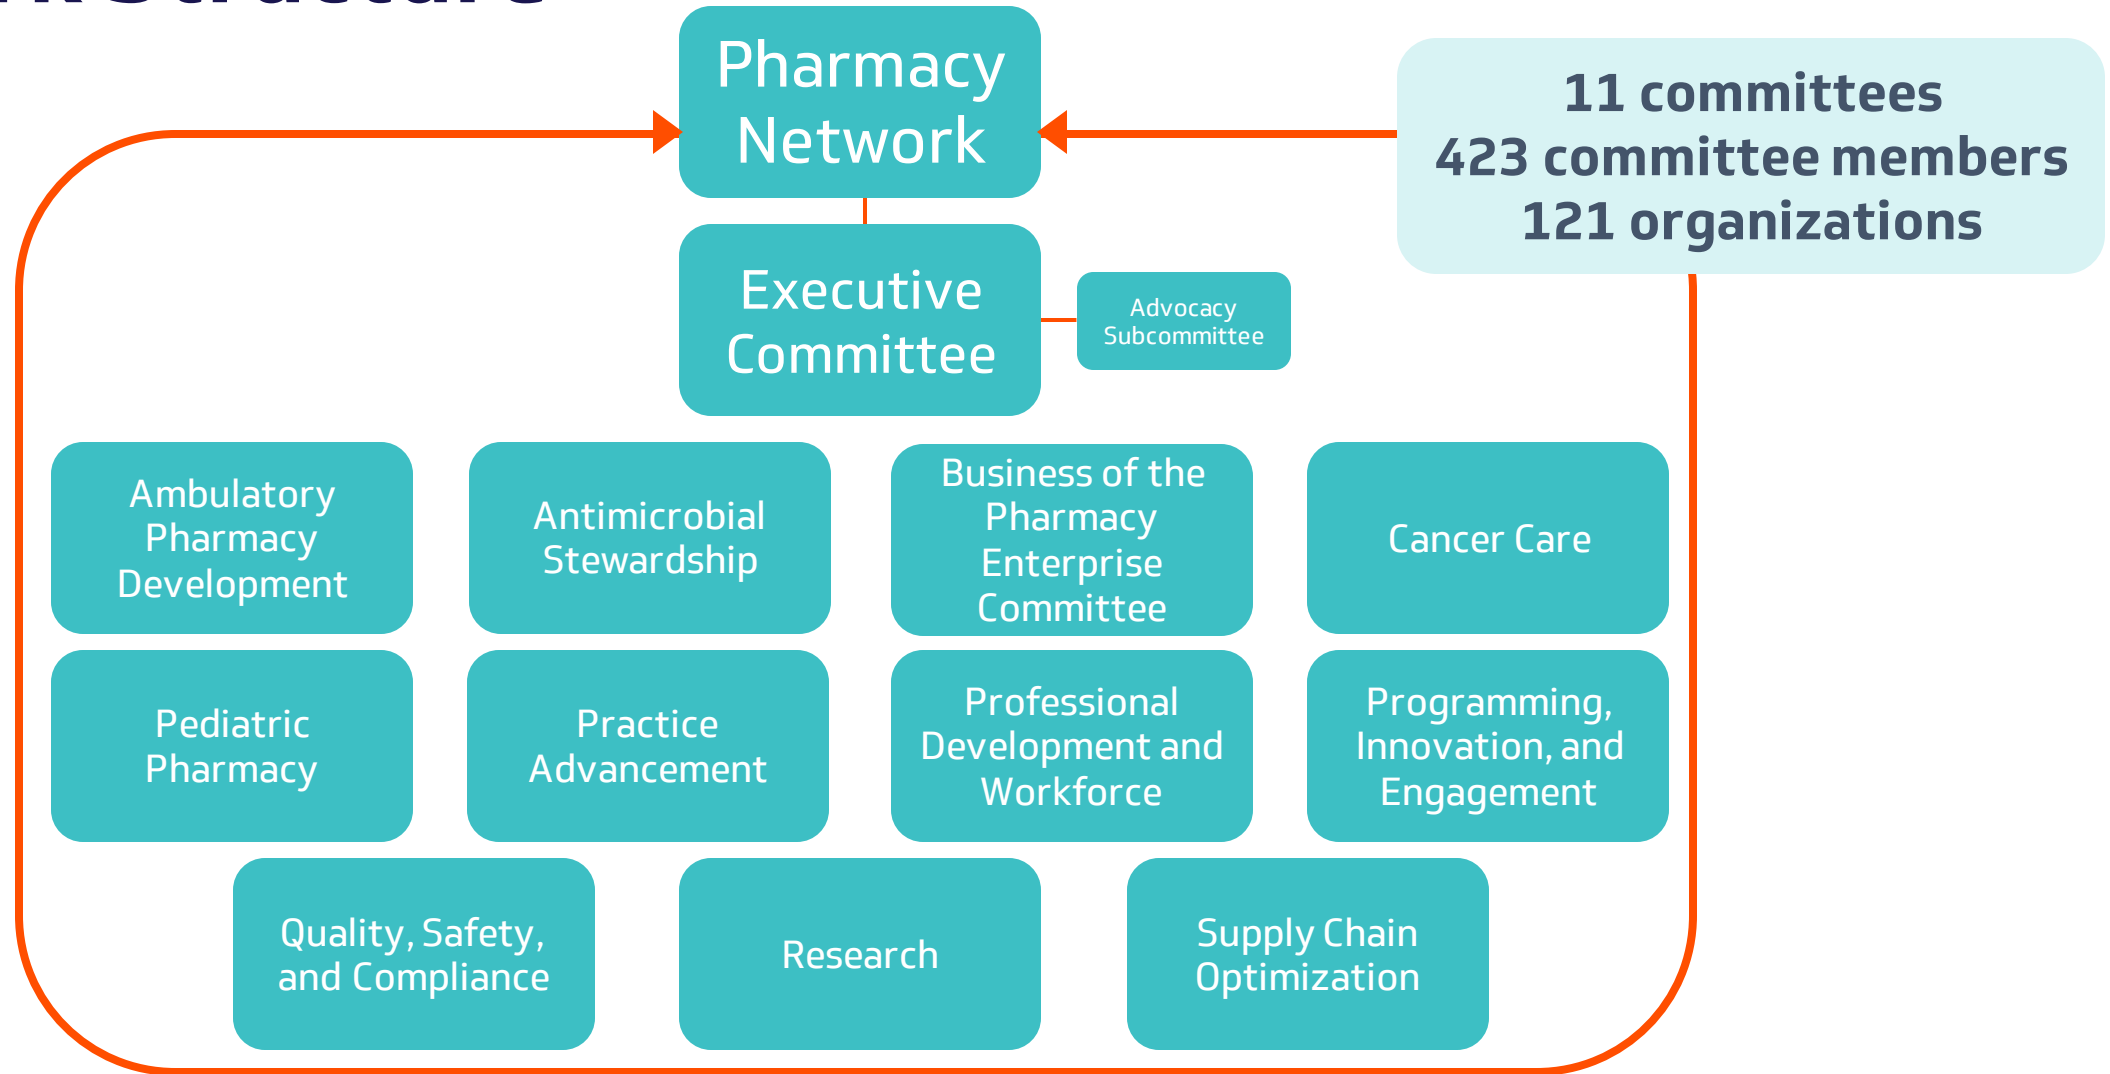 Structure
Pharmacy
Network
11 committees
423 committee members
121 organizations
Executive
Committee
Advocacy
Subcommittee
Ambulatory
Pharmacy
Development
Antimicrobial
Stewardship
Business of the
Pharmacy
Enterprise
Committee
Cancer Care
Pediatric
Pharmacy
Practice
Advancement
Professional
Development and
Workforce
Programming,
Innovation, and
Engagement
Quality, Safety,
and Compliance
Research
Supply Chain
Optimization